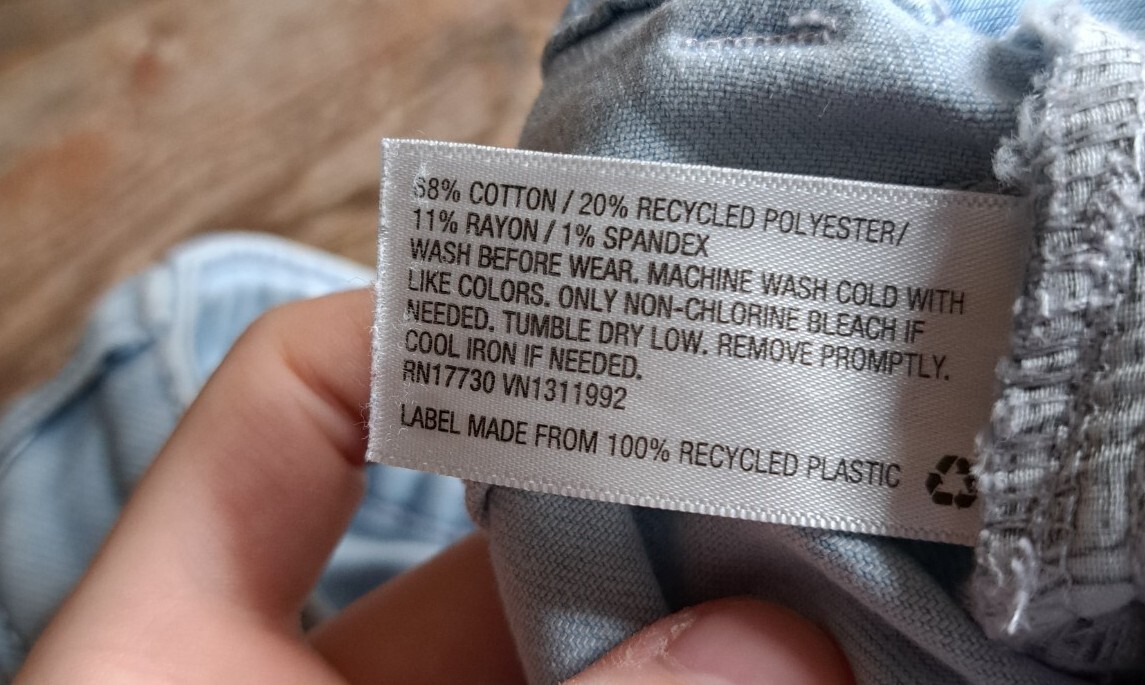 68% COTTON / 20% RECYCLED POLYESTER/
11% RAYON / 1% SPANDEX
WASH BEFORE WEAR. MACHINE WASH COLD WITH
LIKE COLORS. ONLY NON-CHLORINE BLEACH IF
NEEDED. TUMBLE DRY LOW. REMOVE PROMPTLY.
COOL IRON IF NEEDED.
RN17730 VN1311992
LABEL MADE FROM 100% RECYCLED PLASTIC